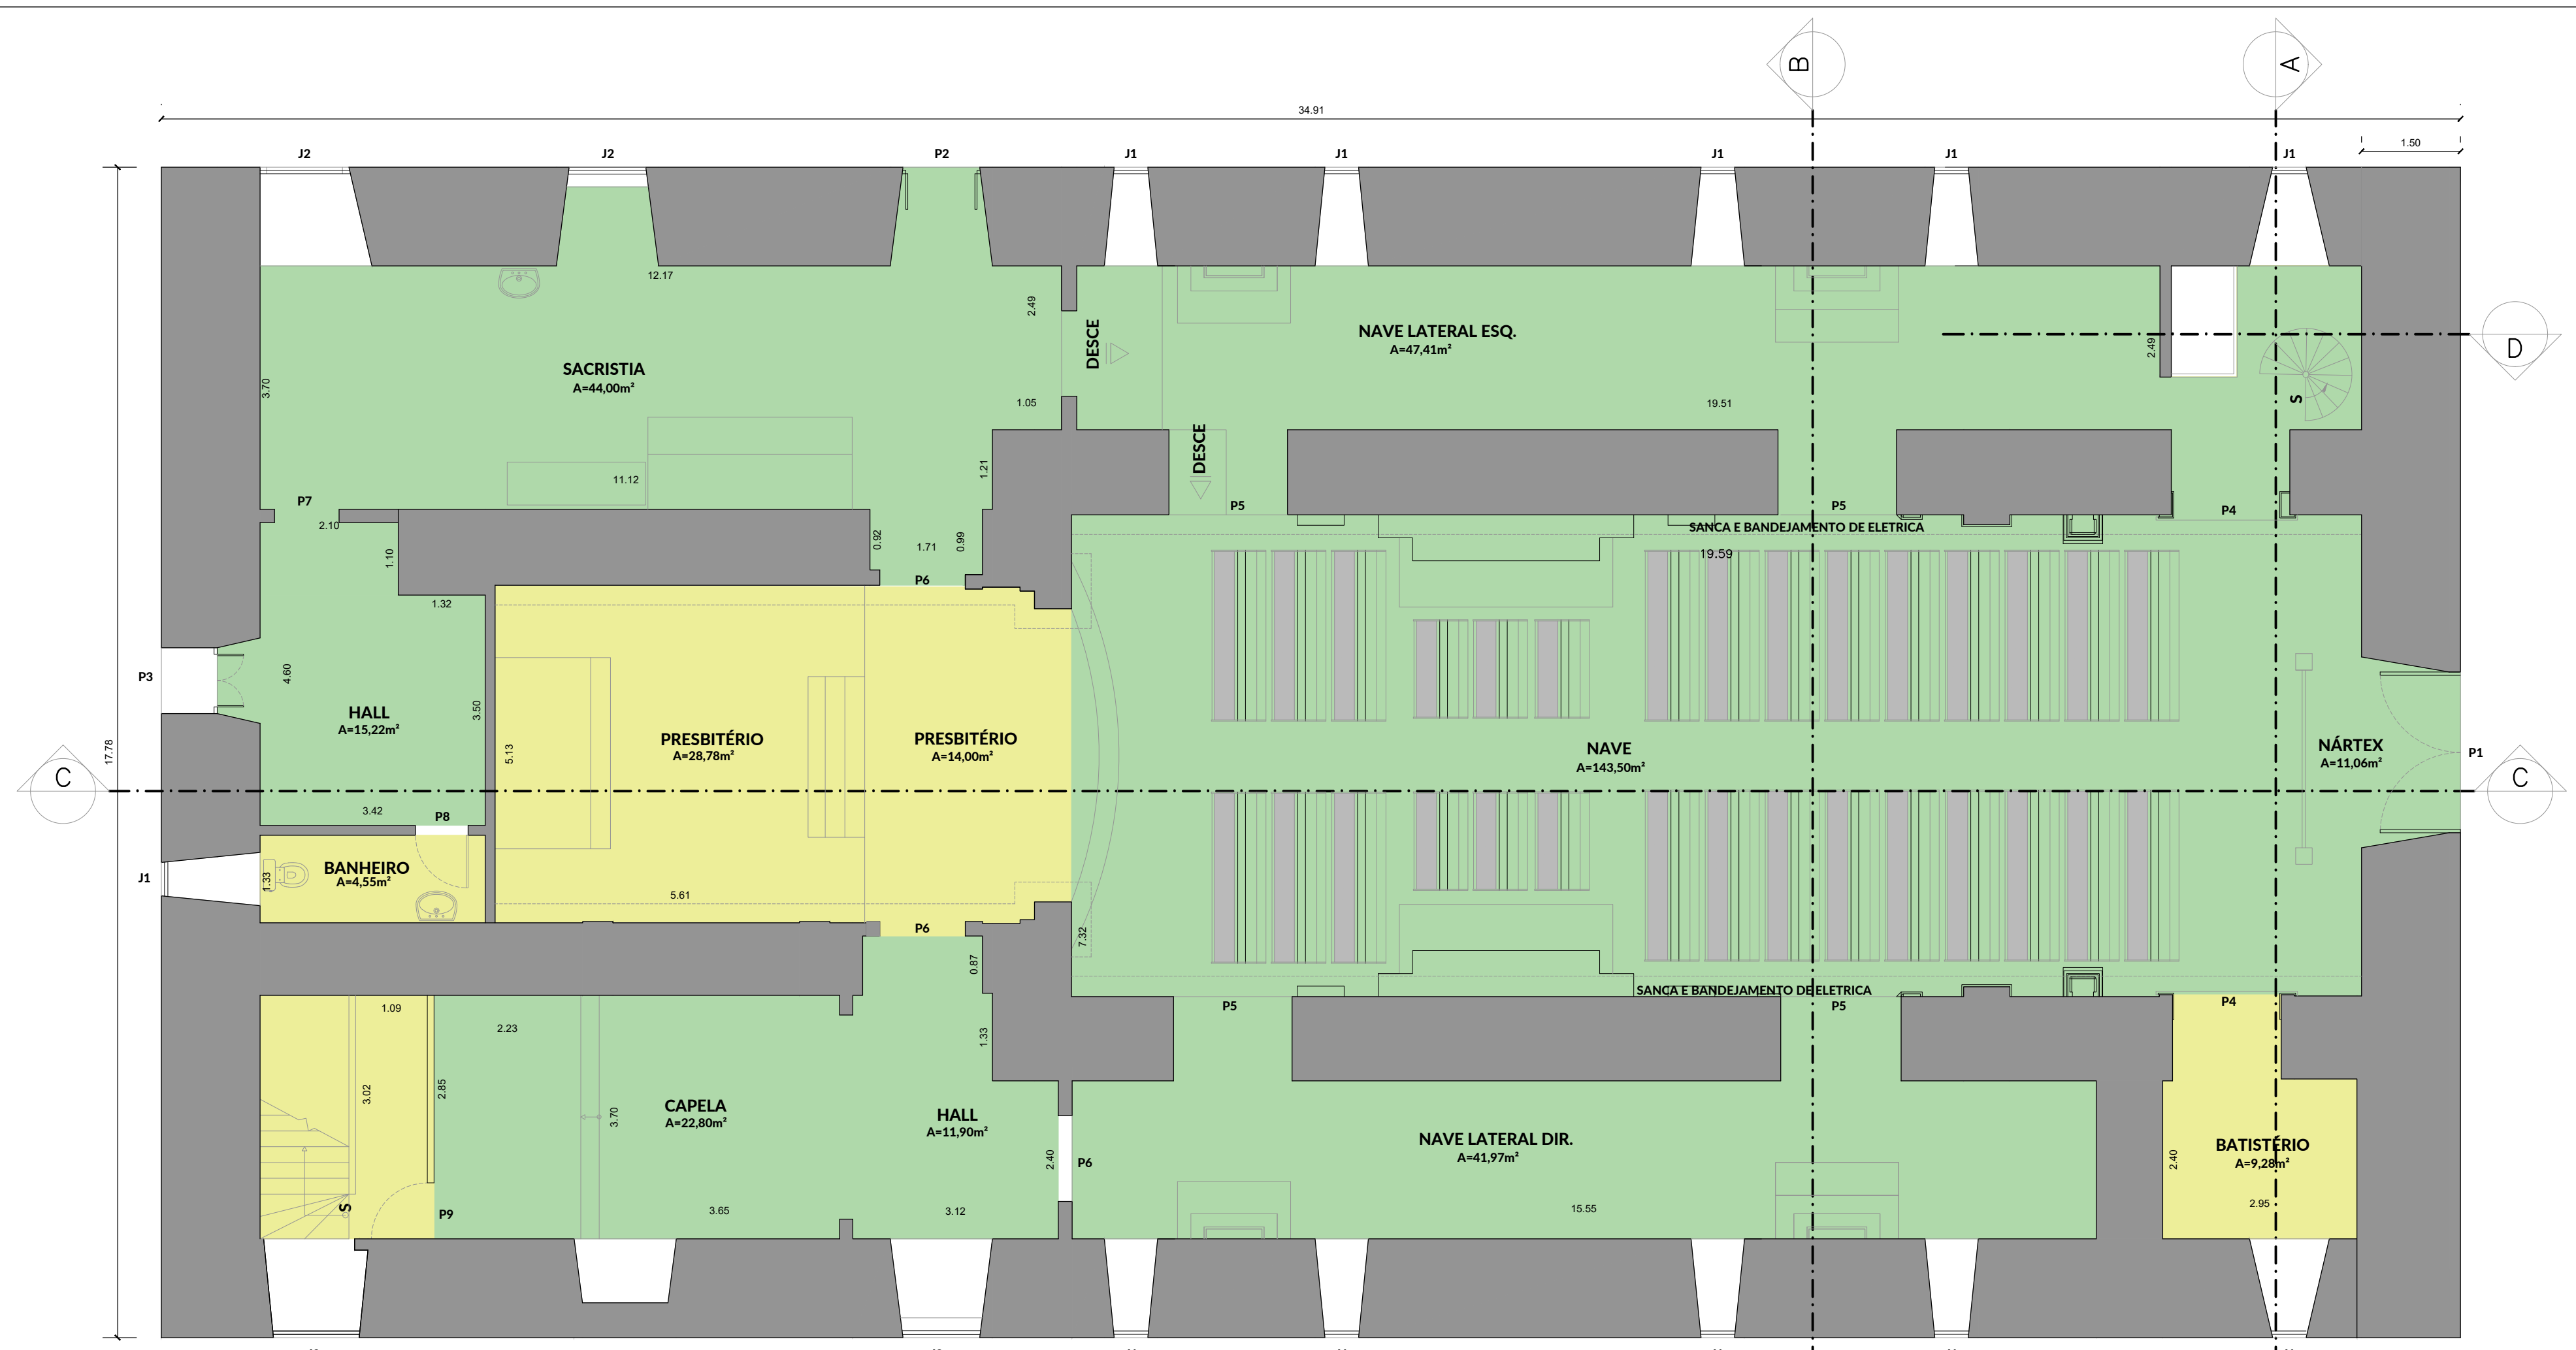 B
A
34.91
1.50
J2
J2
P2
J1
J1
J1
J1
J1
12.17
2.49
DESCE
NAVE LATERAL ESQ.
A=47,41m²
2.49
D
SACRISTIA
A=44,00m²
3.70
1.05
19.51
S
DESCE
1.21
11.12
P7
2.10
P5
P5
P4
SANCA E BANDEJAMENTO DE ELETRICA
19.59
1.10
0.92
1.71
0.99
P6
1.32
P3
4.60
3.50
HALL
A=15,22m²
5.13
PRESBITÉRIO
A=28,78m²
PRESBITÉRIO
A=14,00m²
NAVE
A=143,50m²
NÁRTEX
A=11,06m²
P1
17.78
C
C
3.42
P8
J1
1.33
BANHEIRO
A=4,55m²
5.61
P6
7.32
0.87
SANCA E BANDEJAMENTO DE ELETRICA
P5
P5
P4
1.09
2.23
1.33
3.02
2.85
3.70
CAPELA
A=22,80m²
HALL
A=11,90m²
2.40
P6
NAVE LATERAL DIR.
A=41,97m²
2.40
BATISTÉRIO
A=9,28m²
2.95
S
P9
3.65
3.12
15.55